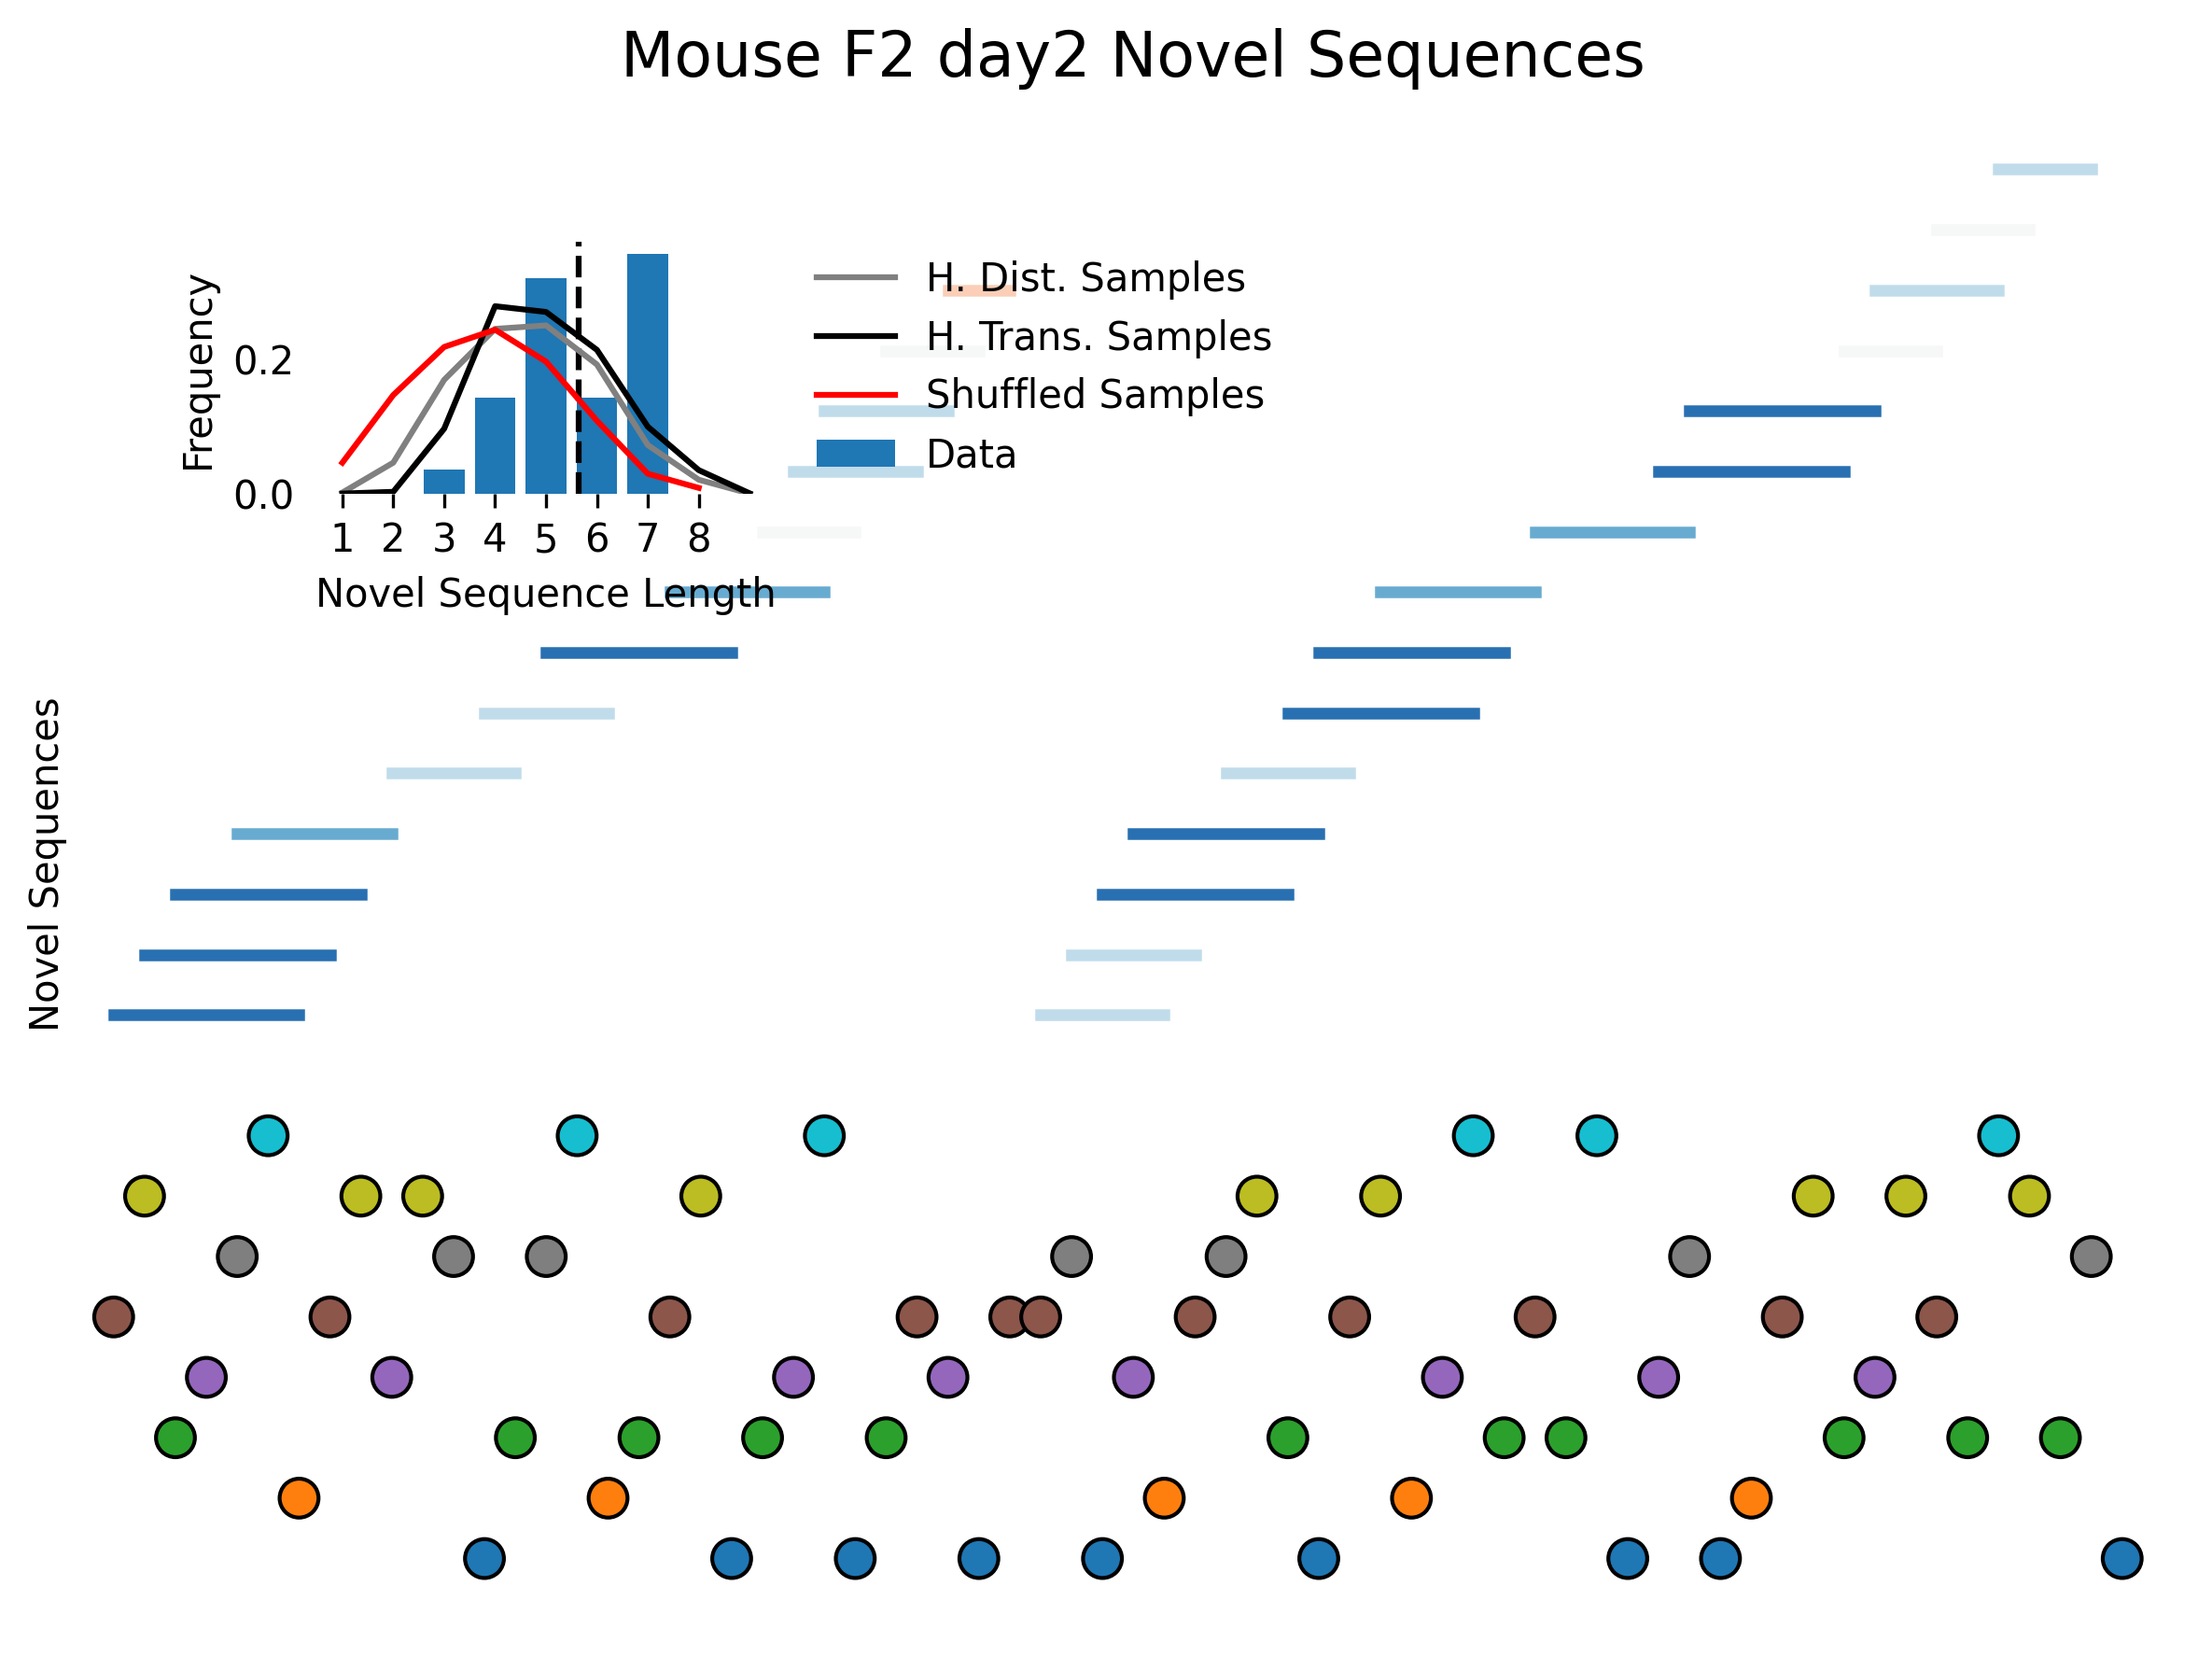 Mouse F2 day2 Novel Sequences
Frequency
0.2
0.0
1 2 3 4 5 6 7 8
Novel Sequence Length
H. Dist. Samples
H. Trans. Samples
Shuffled Samples
Data
Novel Sequences